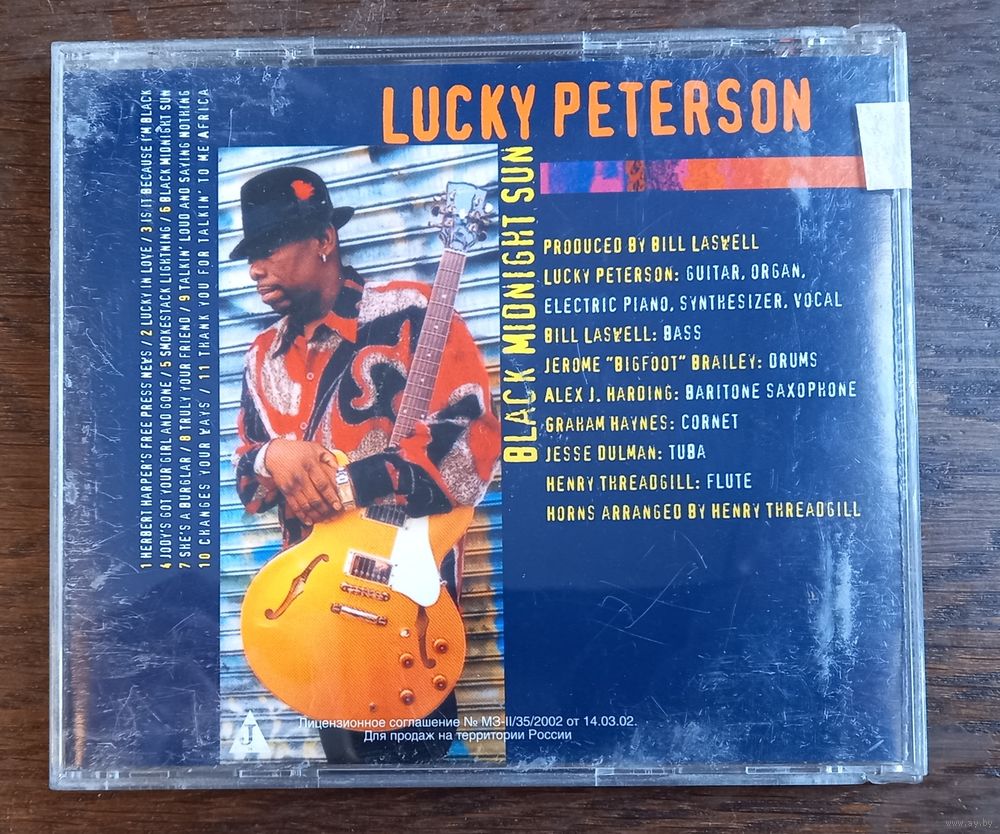 LUCKY PETERSON
BLACK MIDNIGHT SUN
PRODUCED BY BILL LASWELL
LUCKY PETERSON: GUITAR, ORGAN,
ELECTRIC PIANO, SYNTHESIZER, VOCAL
BILL LASWELL: BASS
JEROME "BIGFOOT" BRAILEY: DRUMS
ALEX J. HARDING: BARITONE SAXOPHONE
GRAHAM HAYNES: CORNET
JESSE DULMAN: TUBA
HENRY THREADGILL: FLUTE
HORNS ARRANGED BY HENRY THREADGILL
1 HERBERT HARPER'S FREE PRESS NEWS / 2 LUCKY IN LOVE / 3 IS IT BECAUSE I'M BLACK
4 JODY'S GOT YOUR GIRL AND GONE / 5 SMOKESTACK LIGHTNING / 6 BLACK MIDNIGHT SUN
7 SHE'S A BURGLAR / 8 TRULY YOUR FRIEND / 9 TALKIN' LOUD AND SAYING NOTHING
10 CHANGES YOUR WAYS / 11 THANK YOU FOR TALKIN' TO ME AFRICA
J
Лицензионное соглашение № МЗ-II/35/2002 от 14.03.02.
Для продаж на территории России
www.ay.by